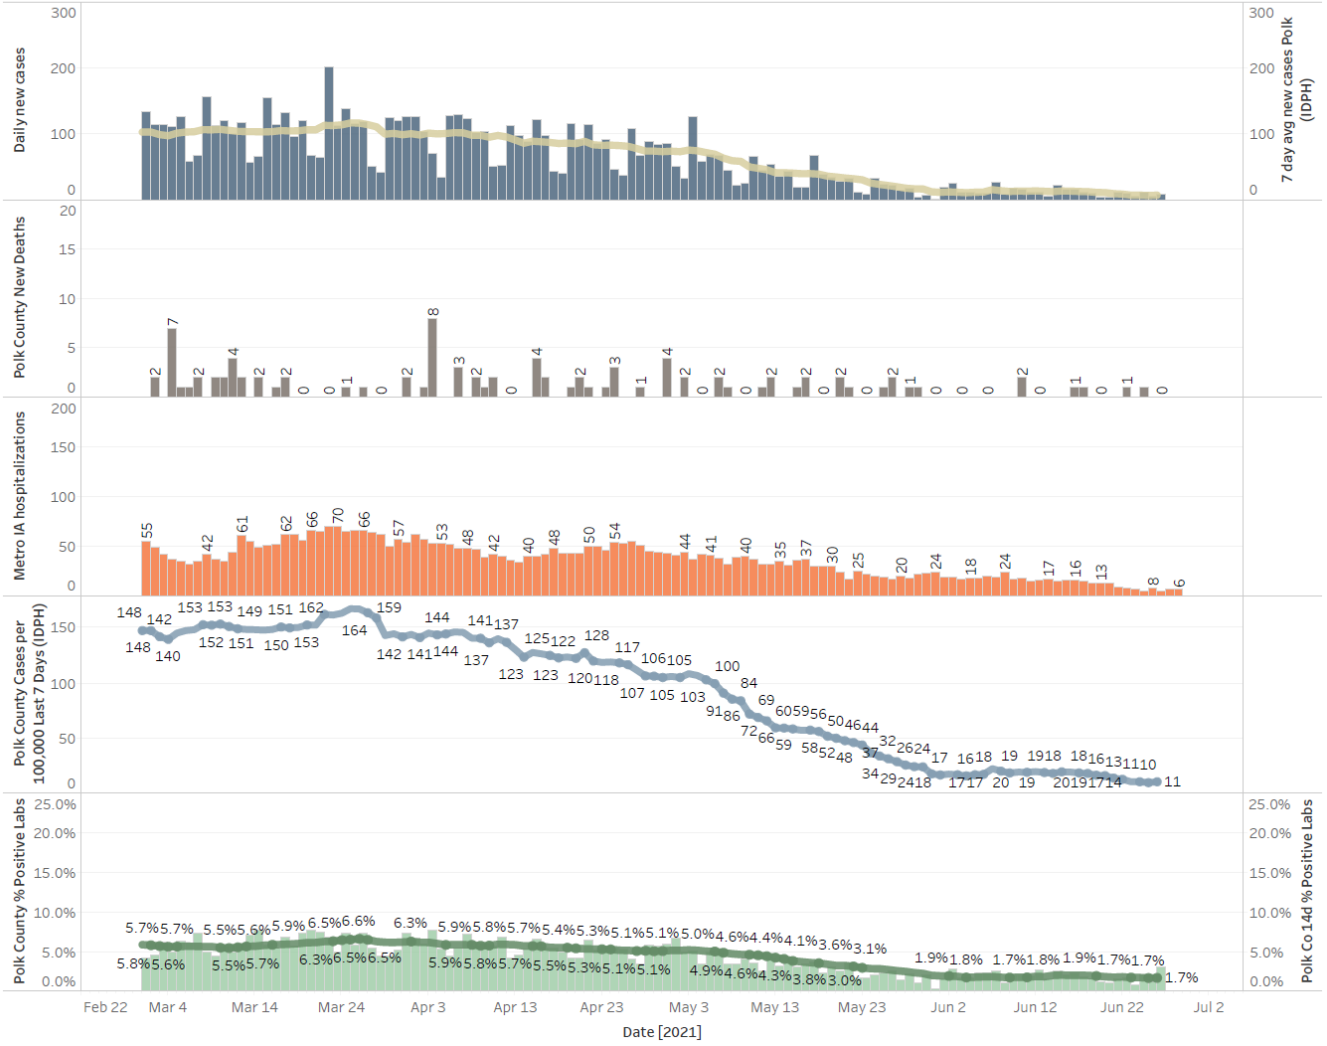 300
200
100
0
Daily new cases
300
200
100
0
7 day avg new cases Polk
(IDPH)
20
15
10
5
0
Polk County New Deaths
2 7 2 4 2 2 0 0 1 0 2 8 3 2 0 4 2 3 1 4 2 0 2 0 2 2 0 2 0 2 1 0 0 0 2 0 1 0 1 0
200
150
100
50
0
Metro IA hospitalizations
55 42 61 62 66 70 66 57 53 48 42 40 48 50 54 44 41 40 35 37 30 25 20 24 18 24 17 16 13 8 6
150
100
50
0
Polk County Cases per
100,000 Last 7 Days (IDPH)
148 142 153 153 149 151 162 159 144 141 137 125 122 128 117 106 105 100 84 69 60 59 56 50 46 44 32 26 24 17 16 18 19 19 18 18 16 13 11 10
148 140 152 151 150 153 164 142 141 144 137 123 123 120 118 107 105 103 91 86 72 66 59 58 52 48 37 34 29 24 18 17 17 20 19 20 19 17 14 11
25.0%
20.0%
15.0%
10.0%
5.0%
0.0%
Polk County % Positive Labs
5.7% 5.7% 5.5% 5.6% 5.9% 6.5% 6.6% 6.3% 5.9% 5.8% 5.7% 5.4% 5.3% 5.1% 5.1% 5.0% 4.6% 4.4% 4.1% 3.6% 3.1% 1.9% 1.8% 1.7% 1.8% 1.9% 1.7% 1.7%
5.8% 5.6% 5.5% 5.7% 6.3% 6.5% 6.5% 5.9% 5.8% 5.7% 5.5% 5.3% 5.1% 5.1% 4.9% 4.6% 4.3% 3.8% 3.0% 1.7%
25.0%
20.0%
15.0%
10.0%
5.0%
0.0%
Polk Co 14d % Positive Labs
Feb 22 Mar 4 Mar 14 Mar 24 Apr 3 Apr 13 Apr 23 May 3 May 13 May 23 Jun 2 Jun 12 Jun 22 Jul 2
Date [2021]